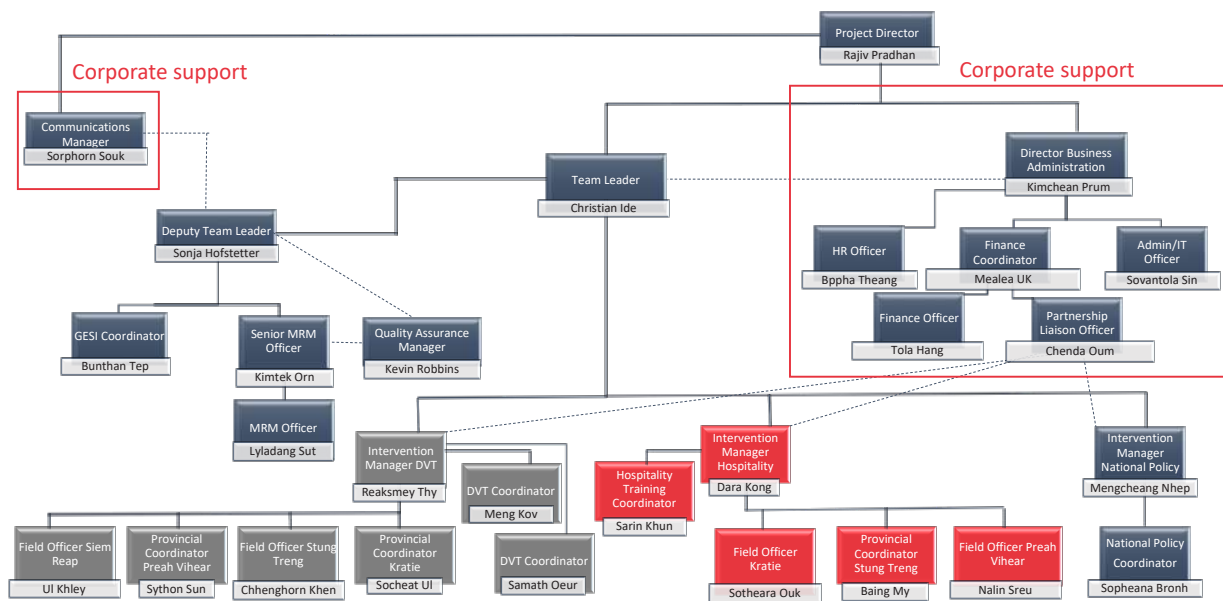 Project Director
Rajiv Pradhan
Corporate support
Corporate support
Communications
Manager
Sorphorn Souk
Director Business
Administration
Kimchean Prum
Team Leader
Christian Ide
Deputy Team Leader
Sonja Hofstetter
HR Officer
Bppha Theang
Finance
Coordinator
Mealea UK
Admin/IT
Officer
Sovantola Sin
Finance Officer
Tola Hang
Partnership
Liaison Officer
Chenda Oum
GESI Coordinator
Bunthan Tep
Senior MRM
Officer
Kimtek Orn
Quality Assurance
Manager
Kevin Robbins
MRM Officer
Lyladang Sut
Intervention
Manager DVT
Reaksmey Thy
DVT Coordinator
Meng Kov
Hospitality
Training
Coordinator
Sarin Khun
Intervention
Manager
Hospitality
Dara Kong
Intervention
Manager
National Policy
Mengcheang Nhep
Field Officer Siem
Reap
Ul Khley
Provincial
Coordinator
Preah Vihear
Sython Sun
Field Officer Stung
Treng
Chhenghorn Khen
Provincial
Coordinator
Kratie
Socheat Ul
DVT Coordinator
Samath Oeur
Field Officer
Kratie
Sotheara Ouk
Provincial
Coordinator
Stung Treng
Baing My
Field Officer Preah
Vihear
Nalin Sreu
National Policy
Coordinator
Sopheana Bronh